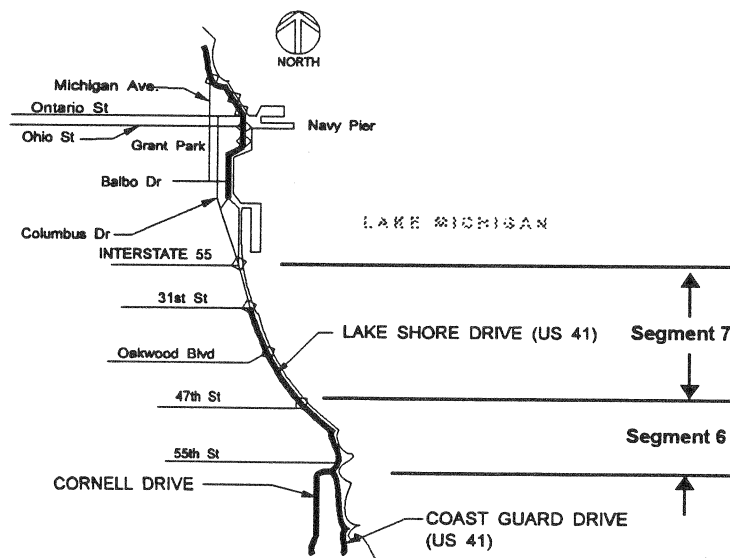 NORTH
Michigan Ave.
Ontario St
Ohio St
Navy Pier
Grant Park
Balbo Dr
LAKE MICHIGAN
Columbus Dr
INTERSTATE 55
31st St
LAKE SHORE DRIVE (US 41)
Segment 7
Oakwood Blvd
47th St
Segment 6
55th St
CORNELL DRIVE
COAST GUARD DRIVE
(US 41)